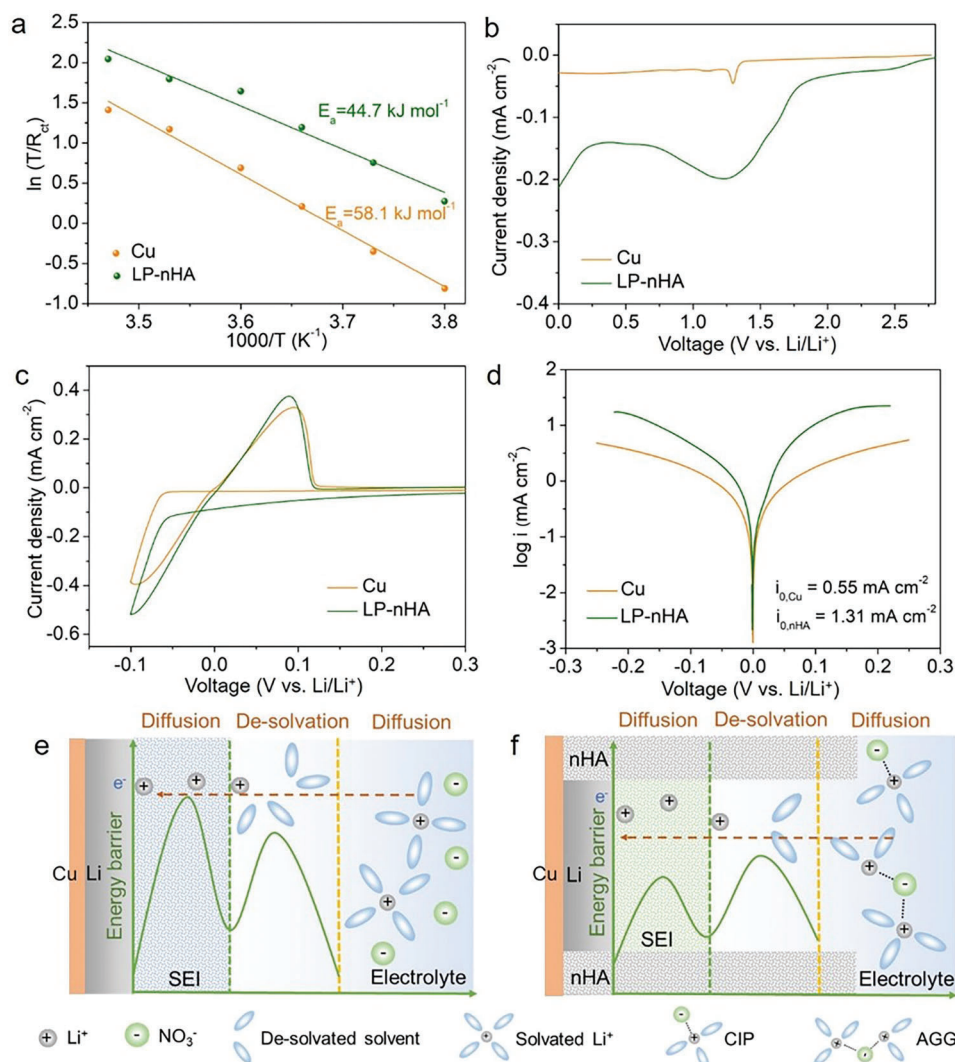 a
ln (T/Rct)
2.5
2.0
1.5
1.0
0.5
0.0
-0.5
-1.0
Ea=44.7 kJ mol-1
Ea=58.1 kJ mol-1
Cu
LP-nHA
3.5 3.6 3.7 3.8
1000/T (K-1)
b
Current density (mA cm-2)
0.0
-0.1
-0.2
-0.3
-0.4
Cu
LP-nHA
0.0 0.5 1.0 1.5 2.0 2.5
Voltage (V vs. Li/Li+)
c
Current density (mA cm-2)
0.4
0.2
0.0
-0.2
-0.4
-0.6
Cu
LP-nHA
-0.1 0.0 0.1 0.2 0.3
Voltage (V vs. Li/Li+)
d
log i (mA cm-2)
2
1
0
-1
-2
-3
Cu
LP-nHA
i0,Cu = 0.55 mA cm-2
i0,nHA = 1.31 mA cm-2
-0.3 -0.2 -0.1 0.0 0.1 0.2 0.3
Voltage (V vs. Li/Li+)
e
Diffusion De-solvation Diffusion
e-
Cu
Li
Energy barrier
SEI
Electrolyte
f
Diffusion De-solvation Diffusion
nHA
e-
Cu
Li
Energy barrier
SEI
nHA
Electrolyte
Li+
NO3-
De-solvated solvent
Solvated Li+
CIP
AGG